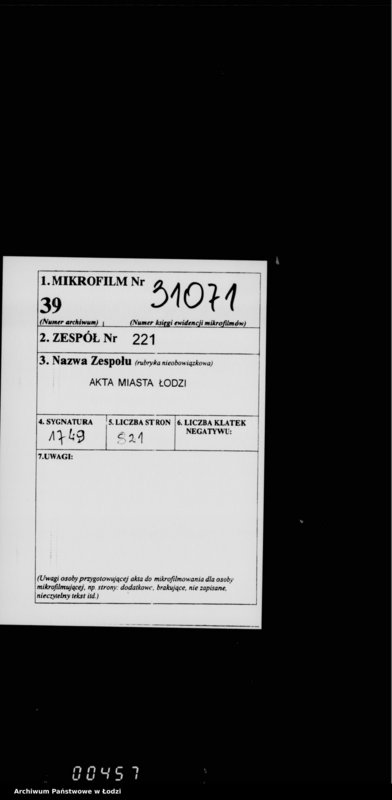 1. MIKROFILM Nr 31071
39
(Numer archiwum) (Numer księgi ewidencji mikrofilmów)
2. ZESPÓŁ Nr 221
3. Nazwa Zespołu (rubryka nieobowiązkowa)
AKTA MIASTA ŁODZI
4. SYGNATURA 5. LICZBA STRON 6. LICZBA KLATEK
NEGATYWU:
1749 821
7.UWAGI:
(Uwagi osoby przygotowującej akta do mikrofilmowania dla osoby
mikrofilmującej, np. strony: dodatkowe, brakujące, nie zapisane,
nieczytelny tekst itd.)
00457
Archiwum Państwowe w Łodzi